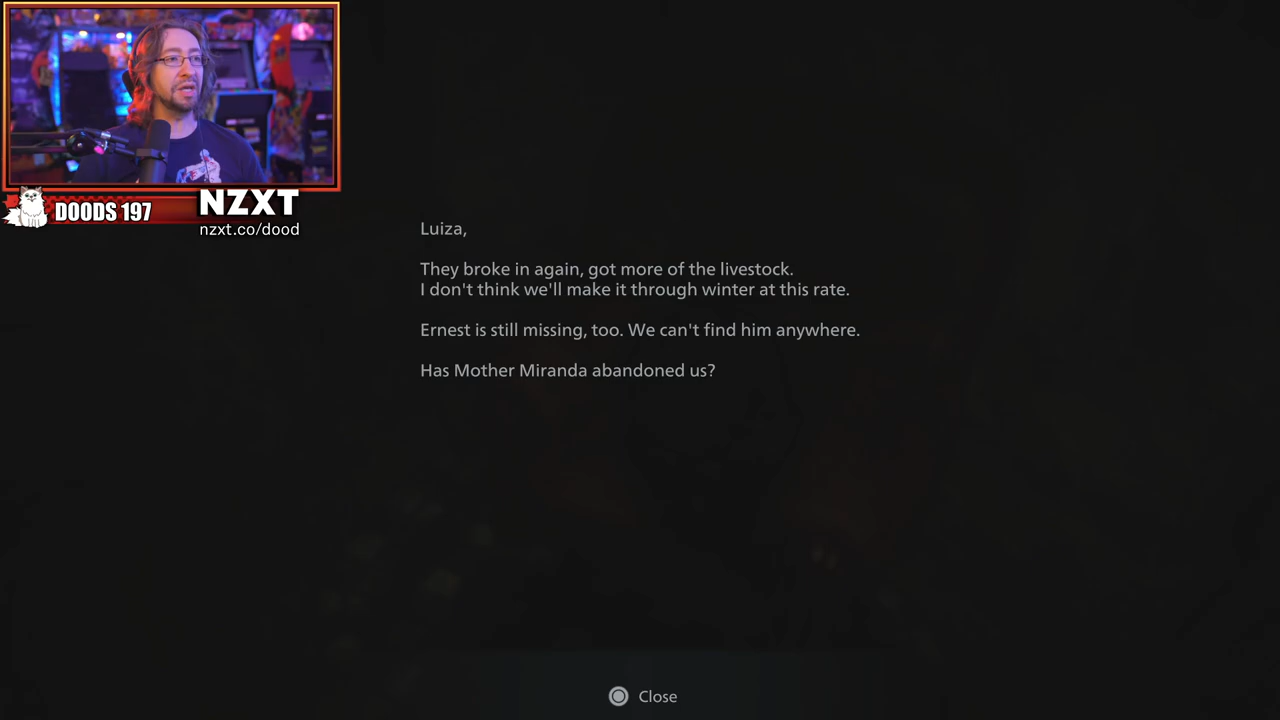 DOODS 197
NZXT
nzxt.co/dood
Luiza,
They broke in again, got more of the livestock.
I don't think we'll make it through winter at this rate.
Ernest is still missing, too. We can't find him anywhere.
Has Mother Miranda abandoned us?
Close